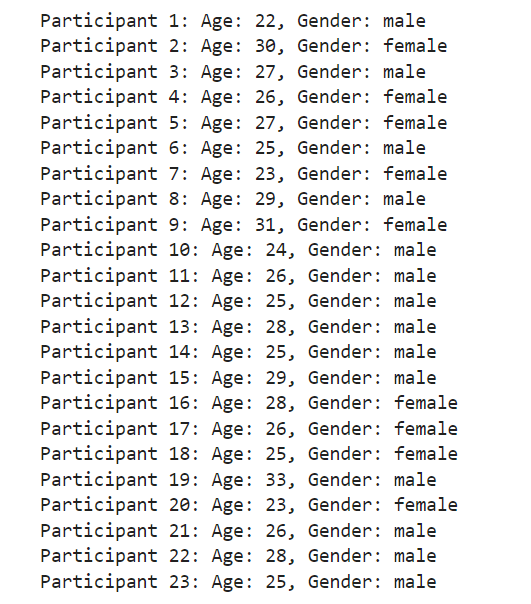 Participant 1: Age: 22, Gender: male
Participant 2: Age: 30, Gender: female
Participant 3: Age: 27, Gender: male
Participant 4: Age: 26, Gender: female
Participant 5: Age: 27, Gender: female
Participant 6: Age: 25, Gender: male
Participant 7: Age: 23, Gender: female
Participant 8: Age: 29, Gender: male
Participant 9: Age: 31, Gender: female
Participant 10: Age: 24, Gender: male
Participant 11: Age: 26, Gender: male
Participant 12: Age: 25, Gender: male
Participant 13: Age: 28, Gender: male
Participant 14: Age: 25, Gender: male
Participant 15: Age: 29, Gender: male
Participant 16: Age: 28, Gender: female
Participant 17: Age: 26, Gender: female
Participant 18: Age: 25, Gender: female
Participant 19: Age: 33, Gender: male
Participant 20: Age: 23, Gender: female
Participant 21: Age: 26, Gender: male
Participant 22: Age: 28, Gender: male
Participant 23: Age: 25, Gender: male